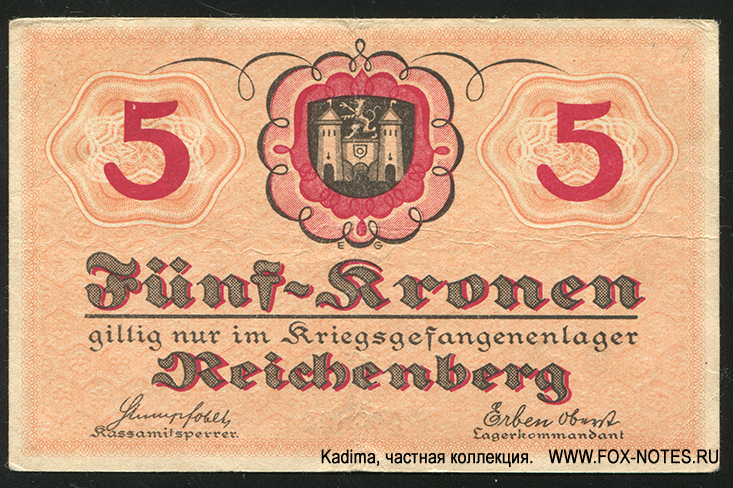 5 5
E G
Fünf-Kronen
giltig nur im Kriegsgefangenenlager
Reichenberg
Erben Oberst
Kassamitsperrer. Lagerkommandant
Kadima, частная коллекция. WWW.FOX-NOTES.RU